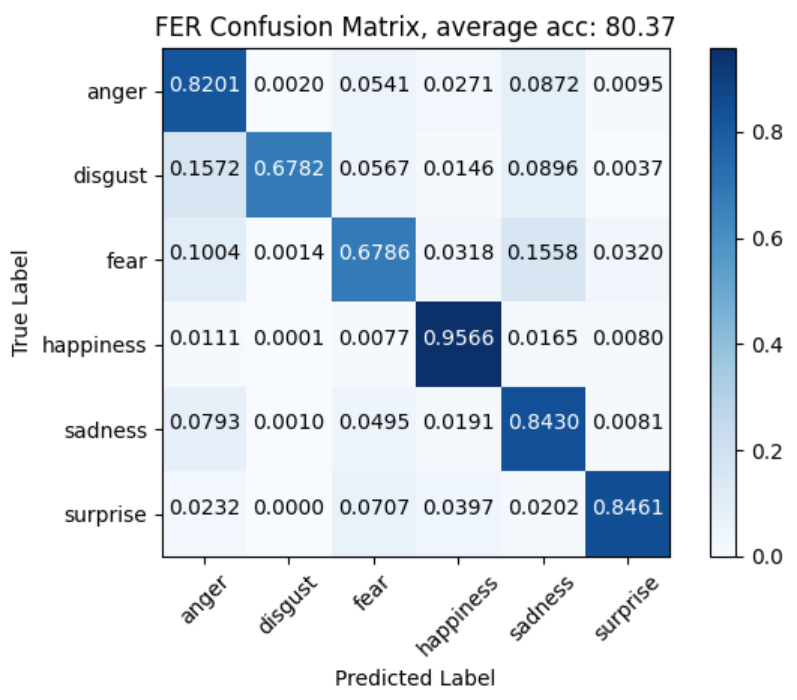 FER Confusion Matrix, average acc: 80.37
anger 0.8201 0.0020 0.0541 0.0271 0.0872 0.0095
disgust 0.1572 0.6782 0.0567 0.0146 0.0896 0.0037
fear 0.1004 0.0014 0.6786 0.0318 0.1558 0.0320
happiness 0.0111 0.0001 0.0077 0.9566 0.0165 0.0080
sadness 0.0793 0.0010 0.0495 0.0191 0.8430 0.0081
surprise 0.0232 0.0000 0.0707 0.0397 0.0202 0.8461
True Label
anger disgust fear happiness sadness surprise
Predicted Label
0.8
0.6
0.4
0.2
0.0